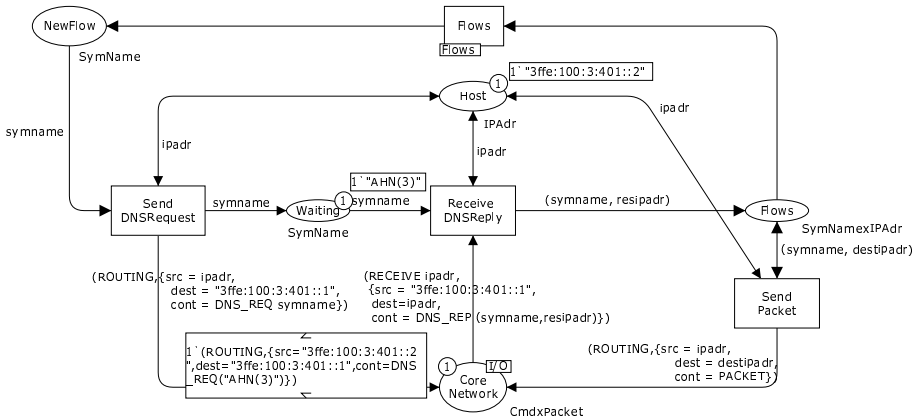 NewFlow
SymName
Flows
Flows
1`"3ffe:100:3:401::2"
1
Host
IPAdr
symname
ipadr
ipadr
ipadr
Send
DNSRequest
symname
1`"AHN(3)"
1
Waiting
SymName
symname
Receive
DNSReply
(symname, resipadr)
Flows
SymNamexIPAdr
(symname, destipadr)
(ROUTING,{src = ipadr,
dest = "3ffe:100:3:401::1",
cont = DNS_REQ symname})
(RECEIVE ipadr,
{src = "3ffe:100:3:401::1",
dest=ipadr,
cont = DNS_REP (symname,resipadr)})
Send
Packet
1`(ROUTING,{src="3ffe:100:3:401::2
",dest="3ffe:100:3:401::1",cont=DNS
_REQ("AHN(3)")})
1
I/O
Core
Network
CmdxPacket
(ROUTING,{src = ipadr,
dest = destipadr,
cont = PACKET})